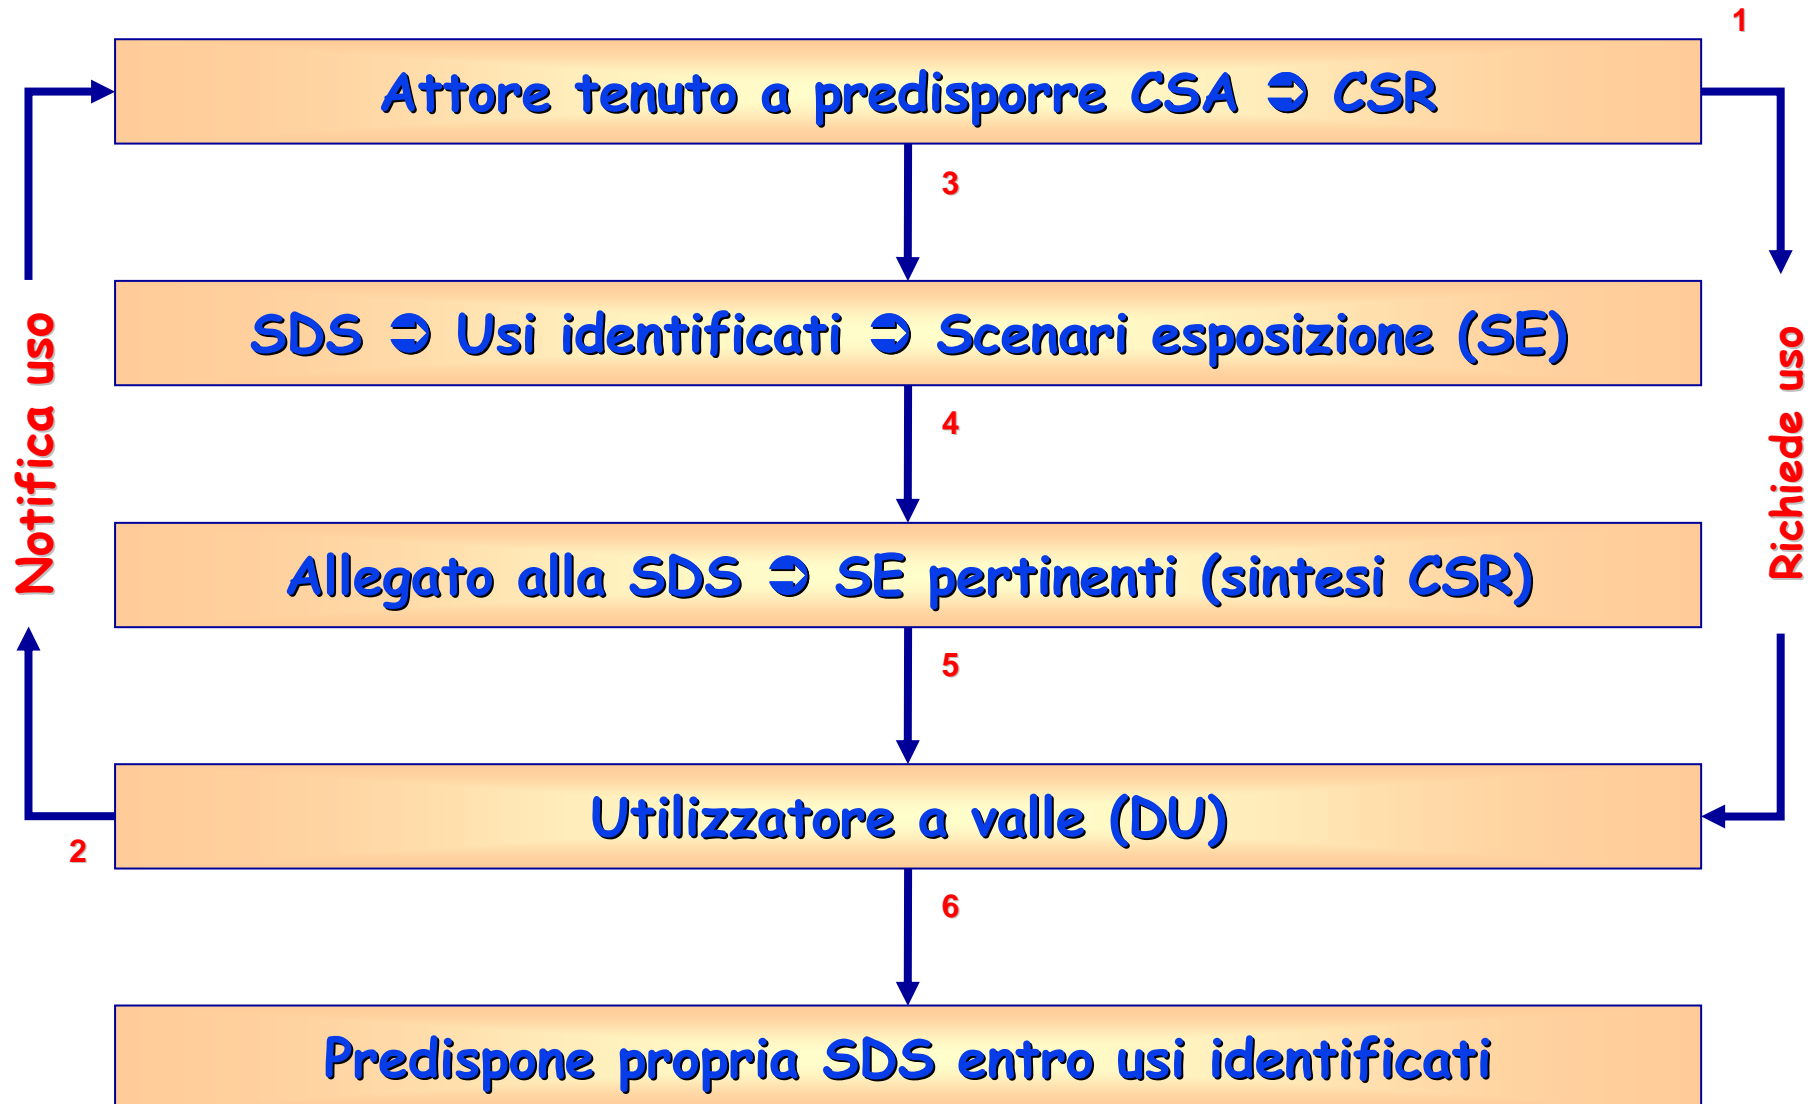 1
Attore tenuto a predisporre CSA ➲ CSR
3
SDS ➲ Usi identificati ➲ Scenari esposizione (SE)
Notifica uso
Richiede uso
4
Allegato alla SDS ➲ SE pertinenti (sintesi CSR)
5
Utilizzatore a valle (DU)
2
6
Predispone propria SDS entro usi identificati